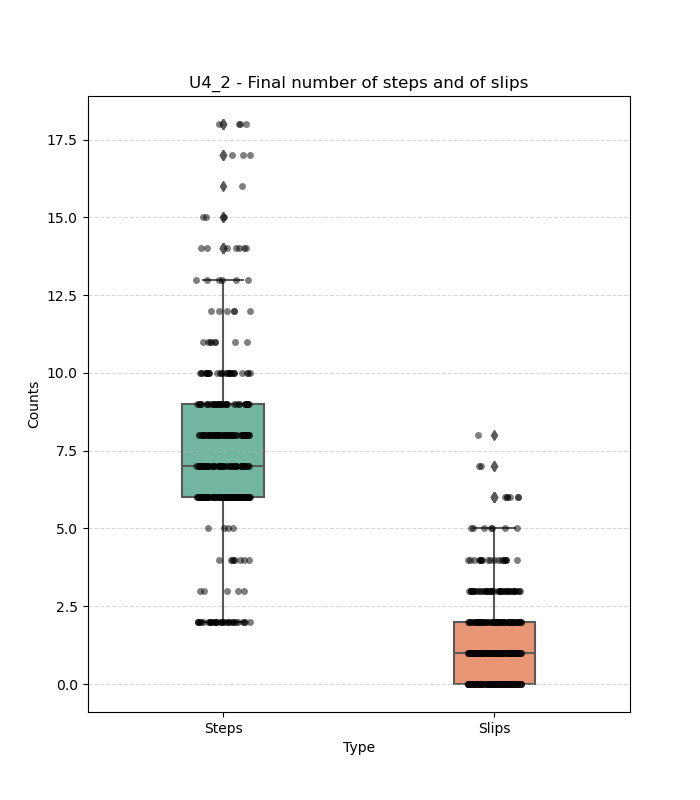 U4_2 - Final number of steps and of slips
17.5
15.0
12.5
10.0
7.5
5.0
2.5
0.0
Counts
Steps
Slips
Type